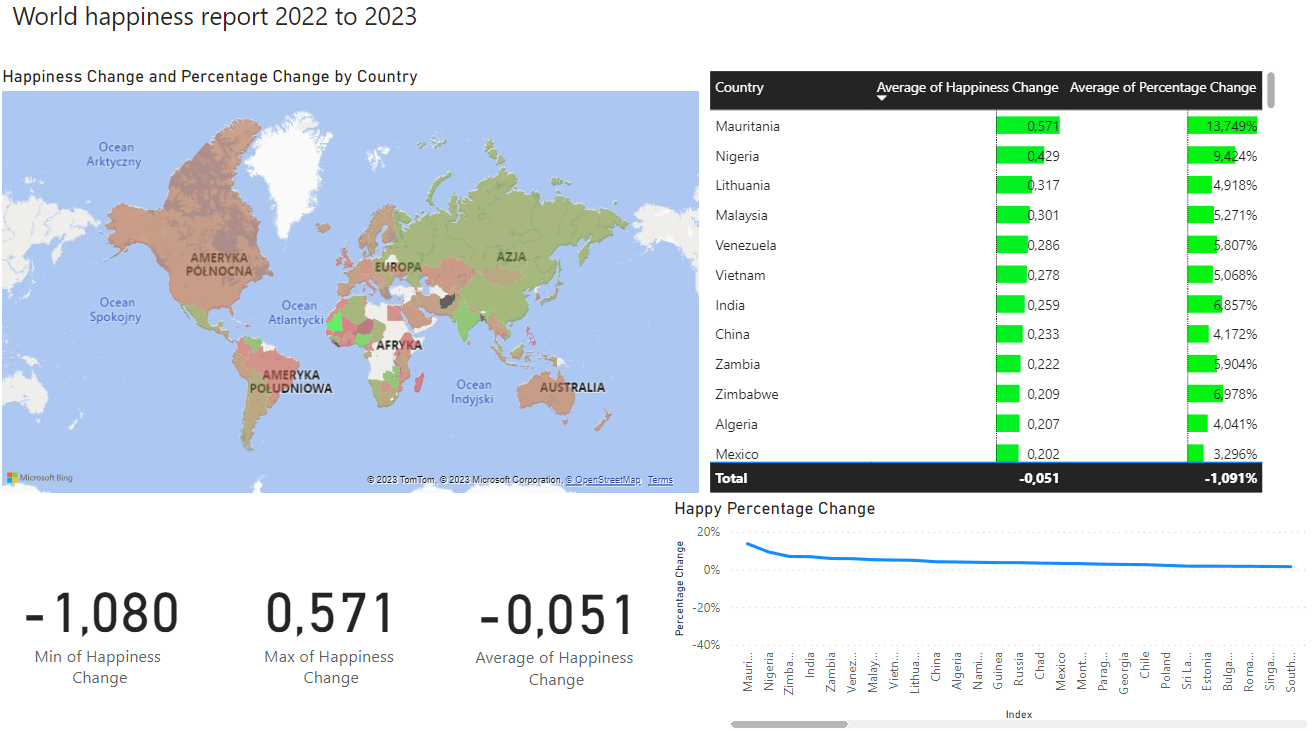 World happiness report 2022 to 2023
Happiness Change and Percentage Change by Country
Ocean
Arktyczny
AMERYKA
PÓŁNOCNA
EUROPA
AZJA
Ocean
Spokojny
Ocean
Atlantycki
AFRYKA
AMERYKA
POŁUDNIOWA
Ocean
Indyjski
AUSTRALIA
Microsoft Bing
© 2023 TomTom, © 2023 Microsoft Corporation, © OpenStreetMap Terms
Country Average of Happiness Change Average of Percentage Change
Mauritania 0,571 13,749%
Nigeria 0,429 9,424%
Lithuania 0,317 4,918%
Malaysia 0,301 5,271%
Venezuela 0,286 5,807%
Vietnam 0,278 5,068%
India 0,259 6,857%
China 0,233 4,172%
Zambia 0,222 5,904%
Zimbabwe 0,209 6,978%
Algeria 0,207 4,041%
Mexico 0,202 3,296%
Total -0,051 -1,091%
-1,080
Min of Happiness
Change
0,571
Max of Happiness
Change
-0,051
Average of Happiness
Change
Happy Percentage Change
Percentage Change
20%
0%
-20%
-40%
Mauri...
Nigeria
Zimba...
India
Zambia
Venez...
Malay...
Vietn...
Lithua...
China
Algeria
Nami...
Guinea
Russia
Chad
Mexico
Mont...
Parag...
Georgia
Chile
Poland
Sri La...
Estonia
Bulga...
Roma...
Singa...
South...
Index